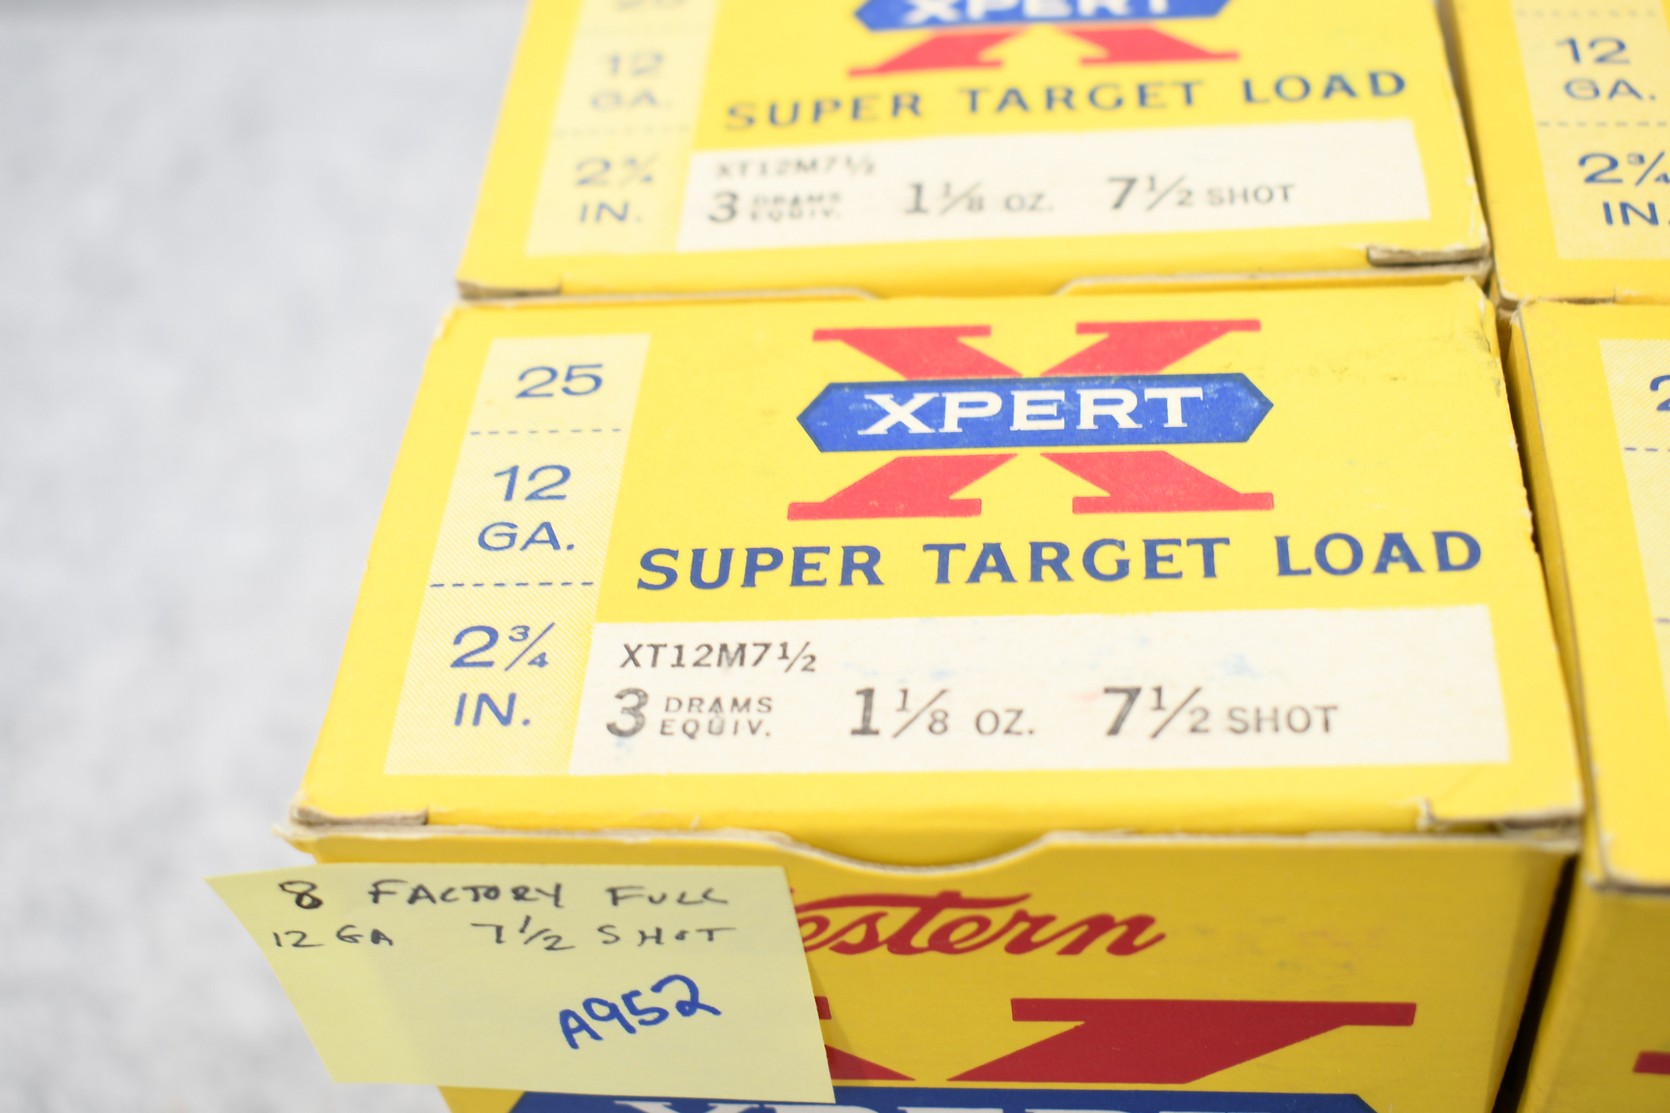 XPERT
SUPER TARGET LOAD
12
GA.
2¾
IN.
XT12M7½
3 DRAMS EQUIV. 1⅛ OZ. 7½ SHOT
12
GA.
2¾
IN.
25
12
GA.
2¾
IN.
X
XPERT
SUPER TARGET LOAD
XT12M7½
3 DRAMS EQUIV. 1⅛ OZ. 7½ SHOT
8 FACTORY FULL
12 GA 7½ SHOT
A952
estern
XPERT